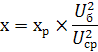 x = xр * U²б / U²ср